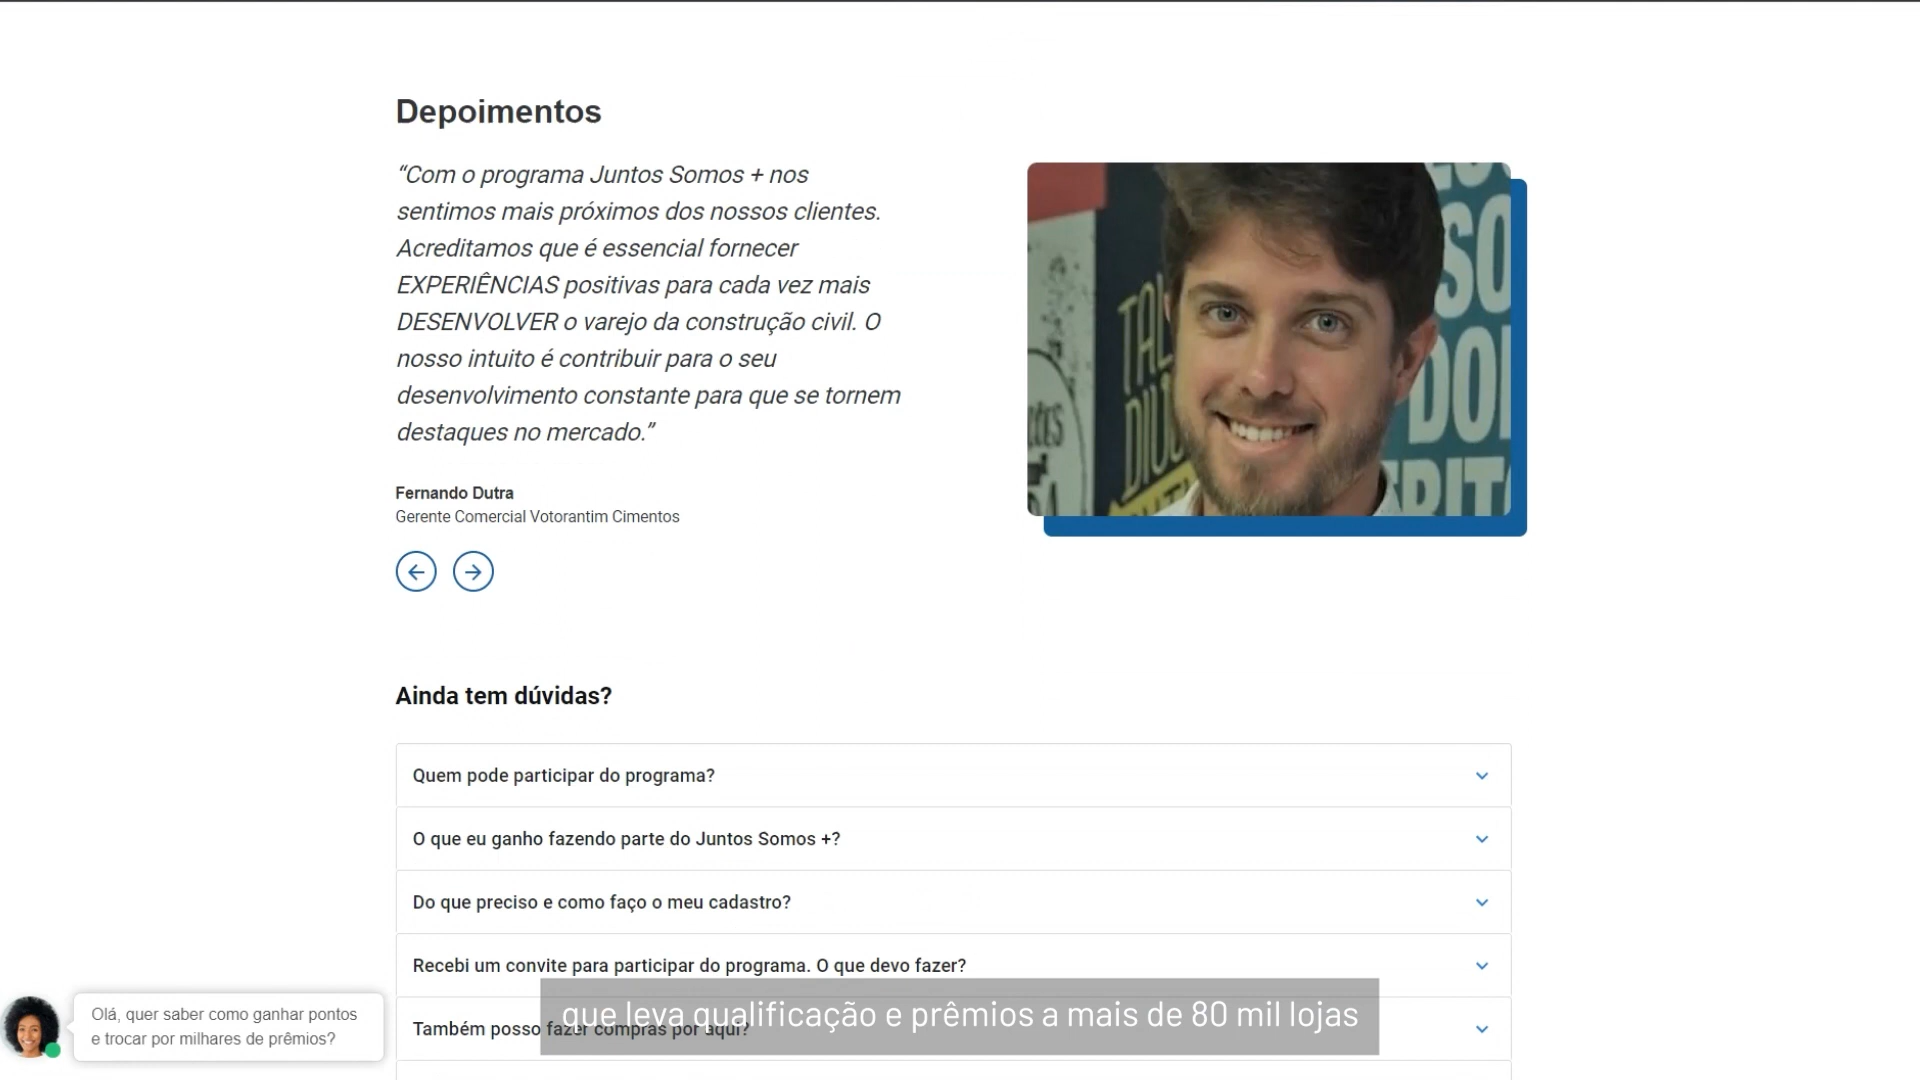 Depoimentos
“Com o programa Juntos Somos + nos
sentimos mais próximos dos nossos clientes.
Acreditamos que é essencial fornecer
EXPERIÊNCIAS positivas para cada vez mais
DESENVOLVER o varejo da construção civil. O
nosso intuito é contribuir para o seu
desenvolvimento constante para que se tornem
destaques no mercado.”
Fernando Dutra
Gerente Comercial Votorantim Cimentos
Ainda tem dúvidas?
Quem pode participar do programa?
O que eu ganho fazendo parte do Juntos Somos +?
Do que preciso e como faço o meu cadastro?
Recebi um convite para participar do programa. O que devo fazer?
Também posso fazer compras por aqui?
que leva qualificação e prêmios a mais de 80 mil lojas
Olá, quer saber como ganhar pontos
e trocar por milhares de prêmios?